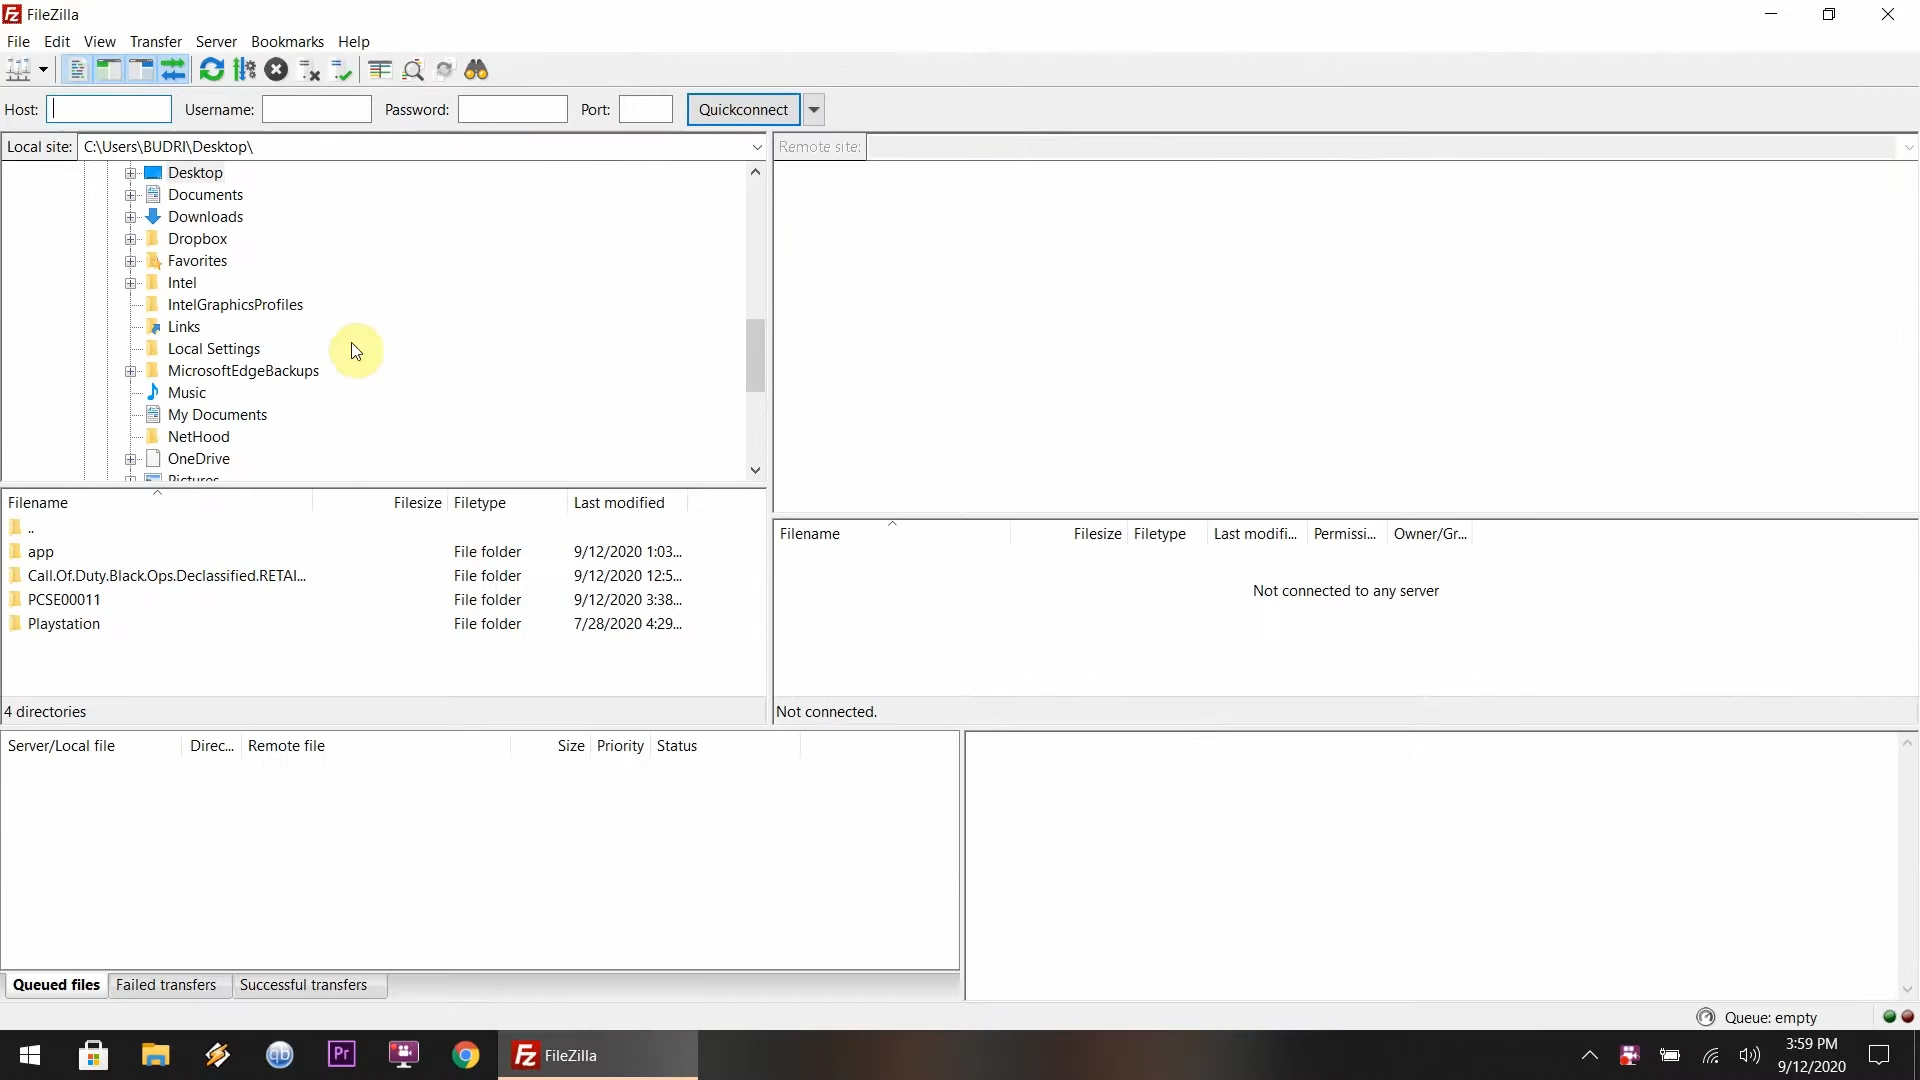 FileZilla
File Edit View Transfer Server Bookmarks Help
Host: Username: Password: Port: Quickconnect
Local site: C:\Users\BUDRI\Desktop\
Remote site:
Desktop
Documents
Downloads
Dropbox
Favorites
Intel
IntelGraphicsProfiles
Links
Local Settings
MicrosoftEdgeBackups
Music
My Documents
NetHood
OneDrive
Pictures
Filename Filesize Filetype Last modified
..
app File folder 9/12/2020 1:03...
Call.Of.Duty.Black.Ops.Declassified.RETAI... File folder 9/12/2020 12:5...
PCSE00011 File folder 9/12/2020 3:38...
Playstation File folder 7/28/2020 4:29...
4 directories
Filename Filesize Filetype Last modifi... Permissi... Owner/Gr...
Not connected to any server
Not connected.
Server/Local file Direc... Remote file Size Priority Status
Queued files Failed transfers Successful transfers
Queue: empty
qb Pr Fz FileZilla
3:59 PM
9/12/2020